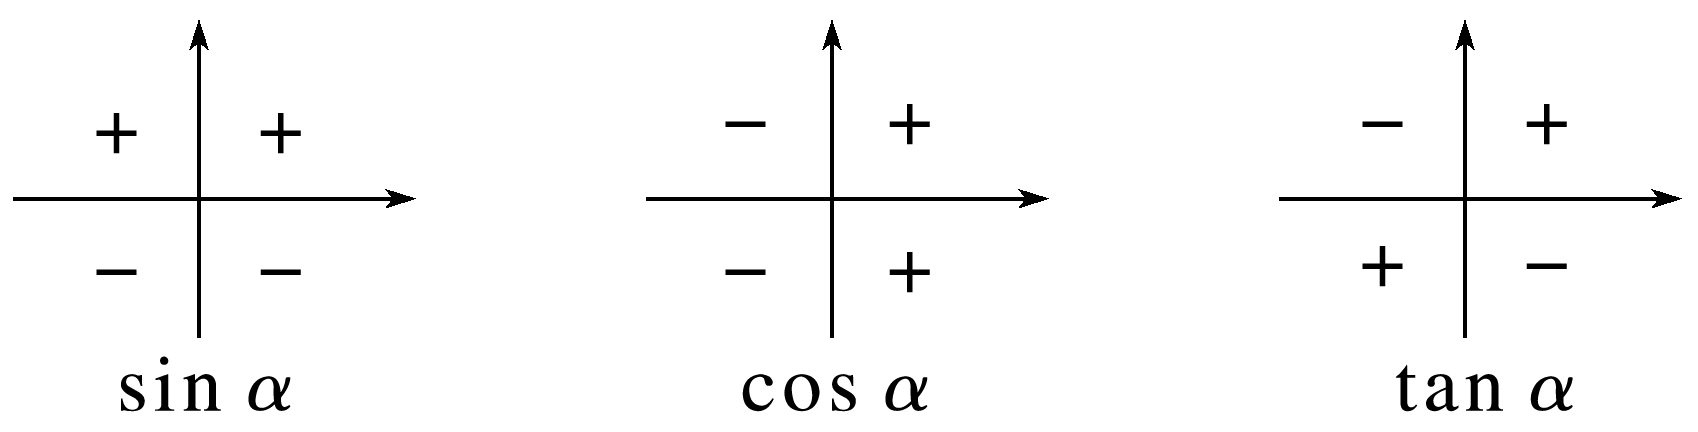 + + − + − +
− − − + + −
sin α cos α tan α